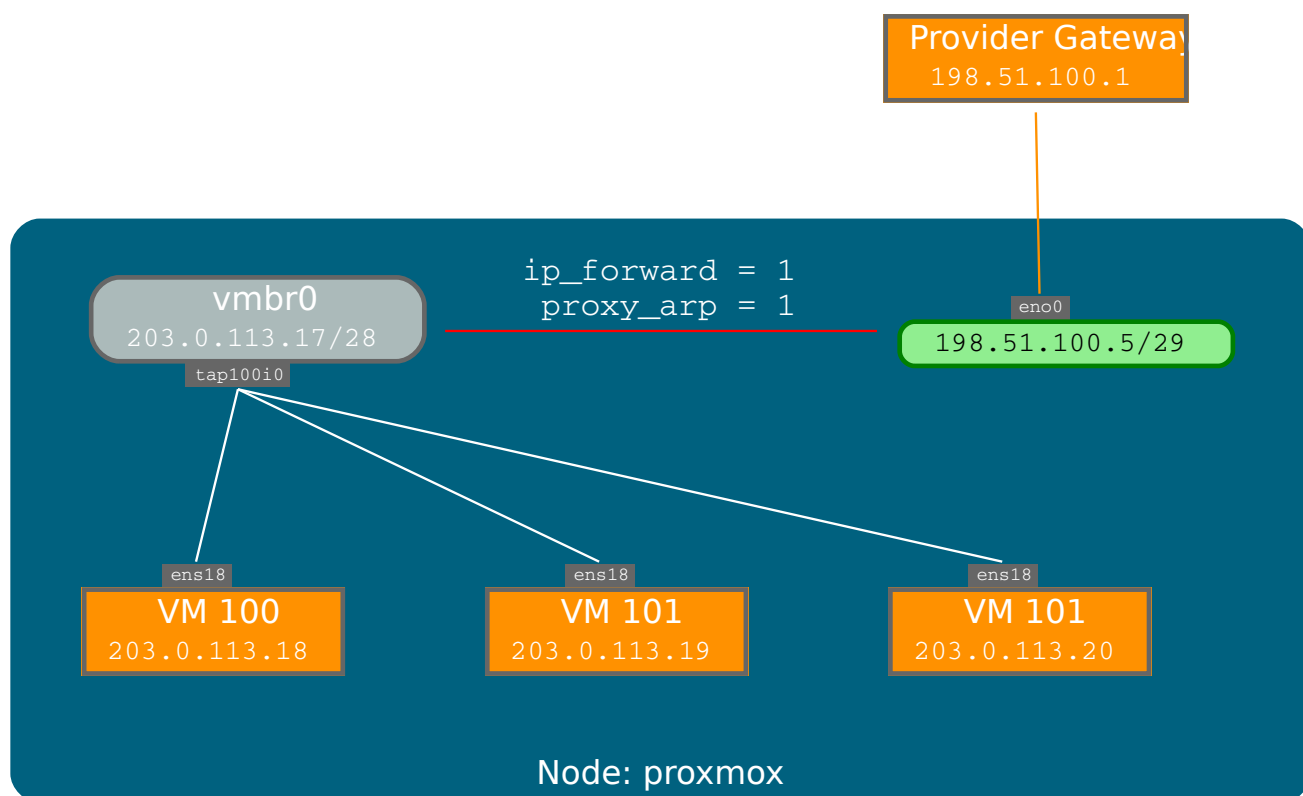 Provider Gateway
198.51.100.1
ip_forward = 1
proxy_arp = 1
vmbr0
203.0.113.17/28
tap100i0
eno0
198.51.100.5/29
ens18
VM 100
203.0.113.18
ens18
VM 101
203.0.113.19
ens18
VM 101
203.0.113.20
Node: proxmox